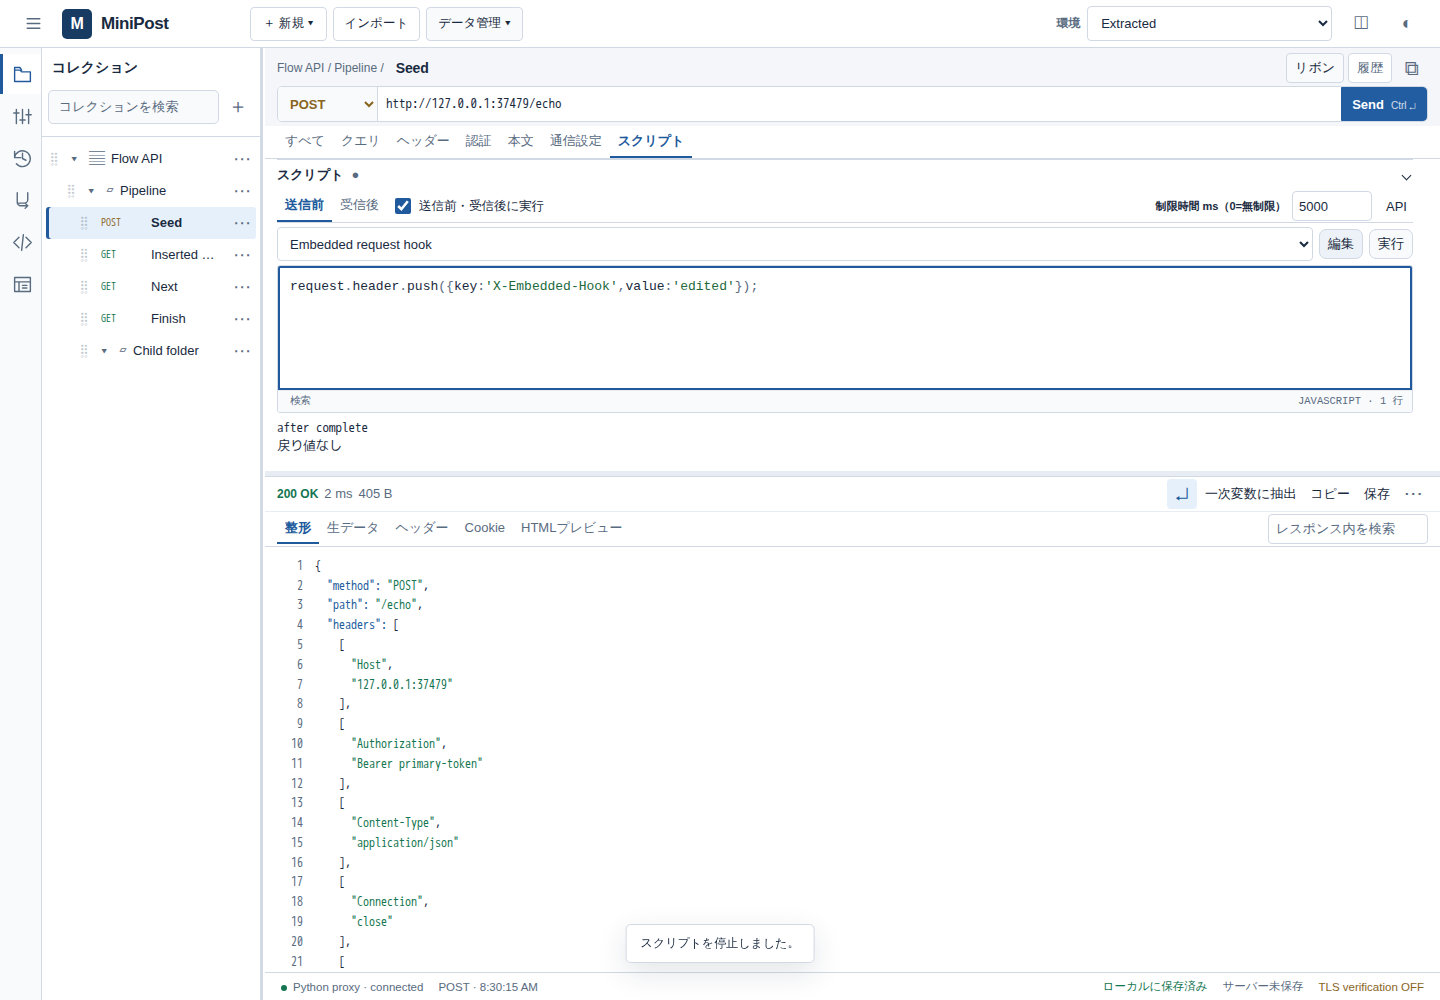 M MiniPost ＋ 新規 ▾ インポート データ管理 ▾ 環境 Extracted
コレクション
コレクションを検索 ＋
▾ Flow API ···
▾ Pipeline ···
POST Seed ···
GET Inserted … ···
GET Next ···
GET Finish ···
▾ Child folder ···
Flow API / Pipeline / Seed リボン 履歴
POST http://127.0.0.1:37479/echo Send Ctrl ↵
すべて クエリ ヘッダー 認証 本文 通信設定 スクリプト
スクリプト ●
送信前 受信後 送信前・受信後に実行 制限時間 ms（0=無制限） 5000 API
Embedded request hook 編集 実行
request.header.push({key:'X-Embedded-Hook',value:'edited'});
検索 JAVASCRIPT · 1 行
after complete
戻り値なし
200 OK 2 ms 405 B 一次変数に抽出 コピー 保存 ···
整形 生データ ヘッダー Cookie HTMLプレビュー レスポンス内を検索
1 {
2 "method": "POST",
3 "path": "/echo",
4 "headers": [
5 [
6 "Host",
7 "127.0.0.1:37479"
8 ],
9 [
10 "Authorization",
11 "Bearer primary-token"
12 ],
13 [
14 "Content-Type",
15 "application/json"
16 ],
17 [
18 "Connection",
19 "close"
20 ],
21 [
スクリプトを停止しました。
Python proxy · connected POST · 8:30:15 AM ローカルに保存済み サーバー未保存 TLS verification OFF